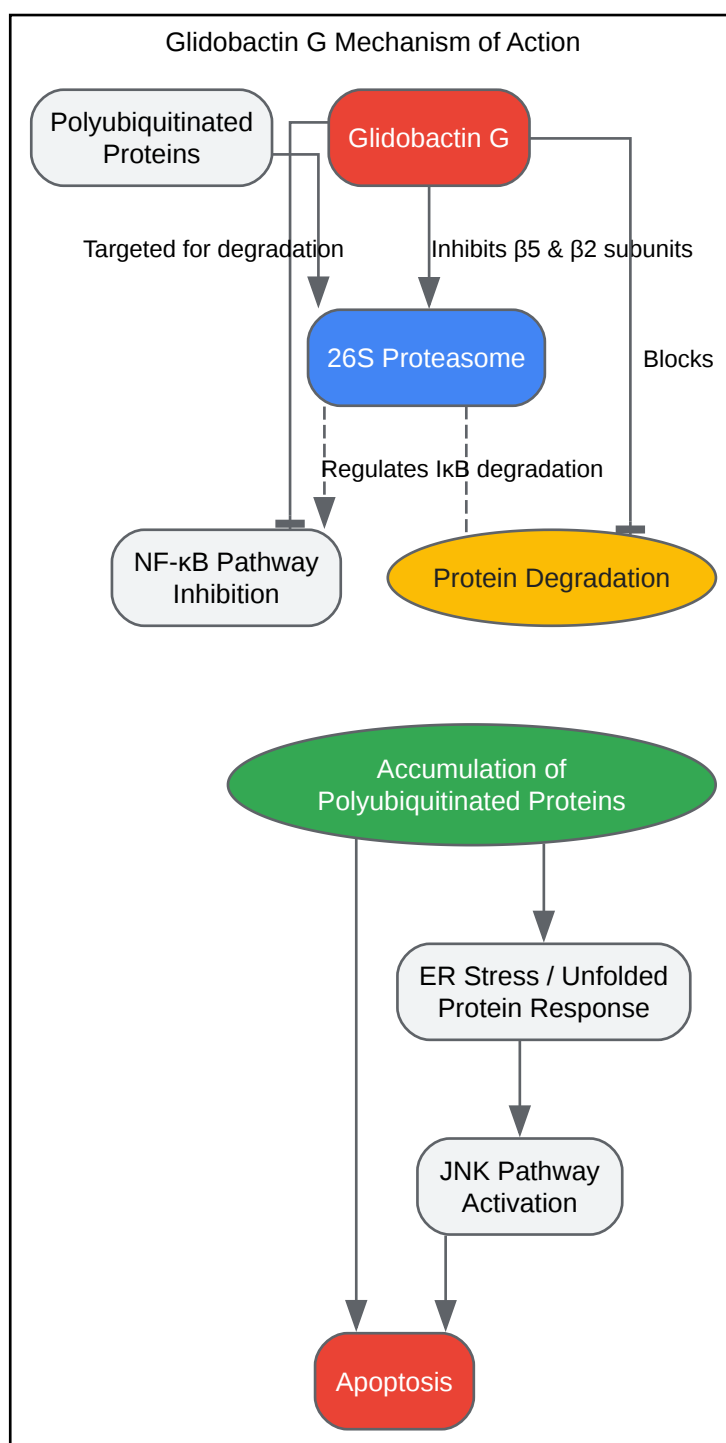 Glidobactin G Mechanism of Action
Polyubiquitinated
Proteins
Glidobactin G
Targeted for degradation
Inhibits β5 & β2 subunits
26S Proteasome
Blocks
Regulates IκB degradation
NF-κB Pathway
Inhibition
Protein Degradation
Accumulation of
Polyubiquitinated Proteins
ER Stress / Unfolded
Protein Response
JNK Pathway
Activation
Apoptosis